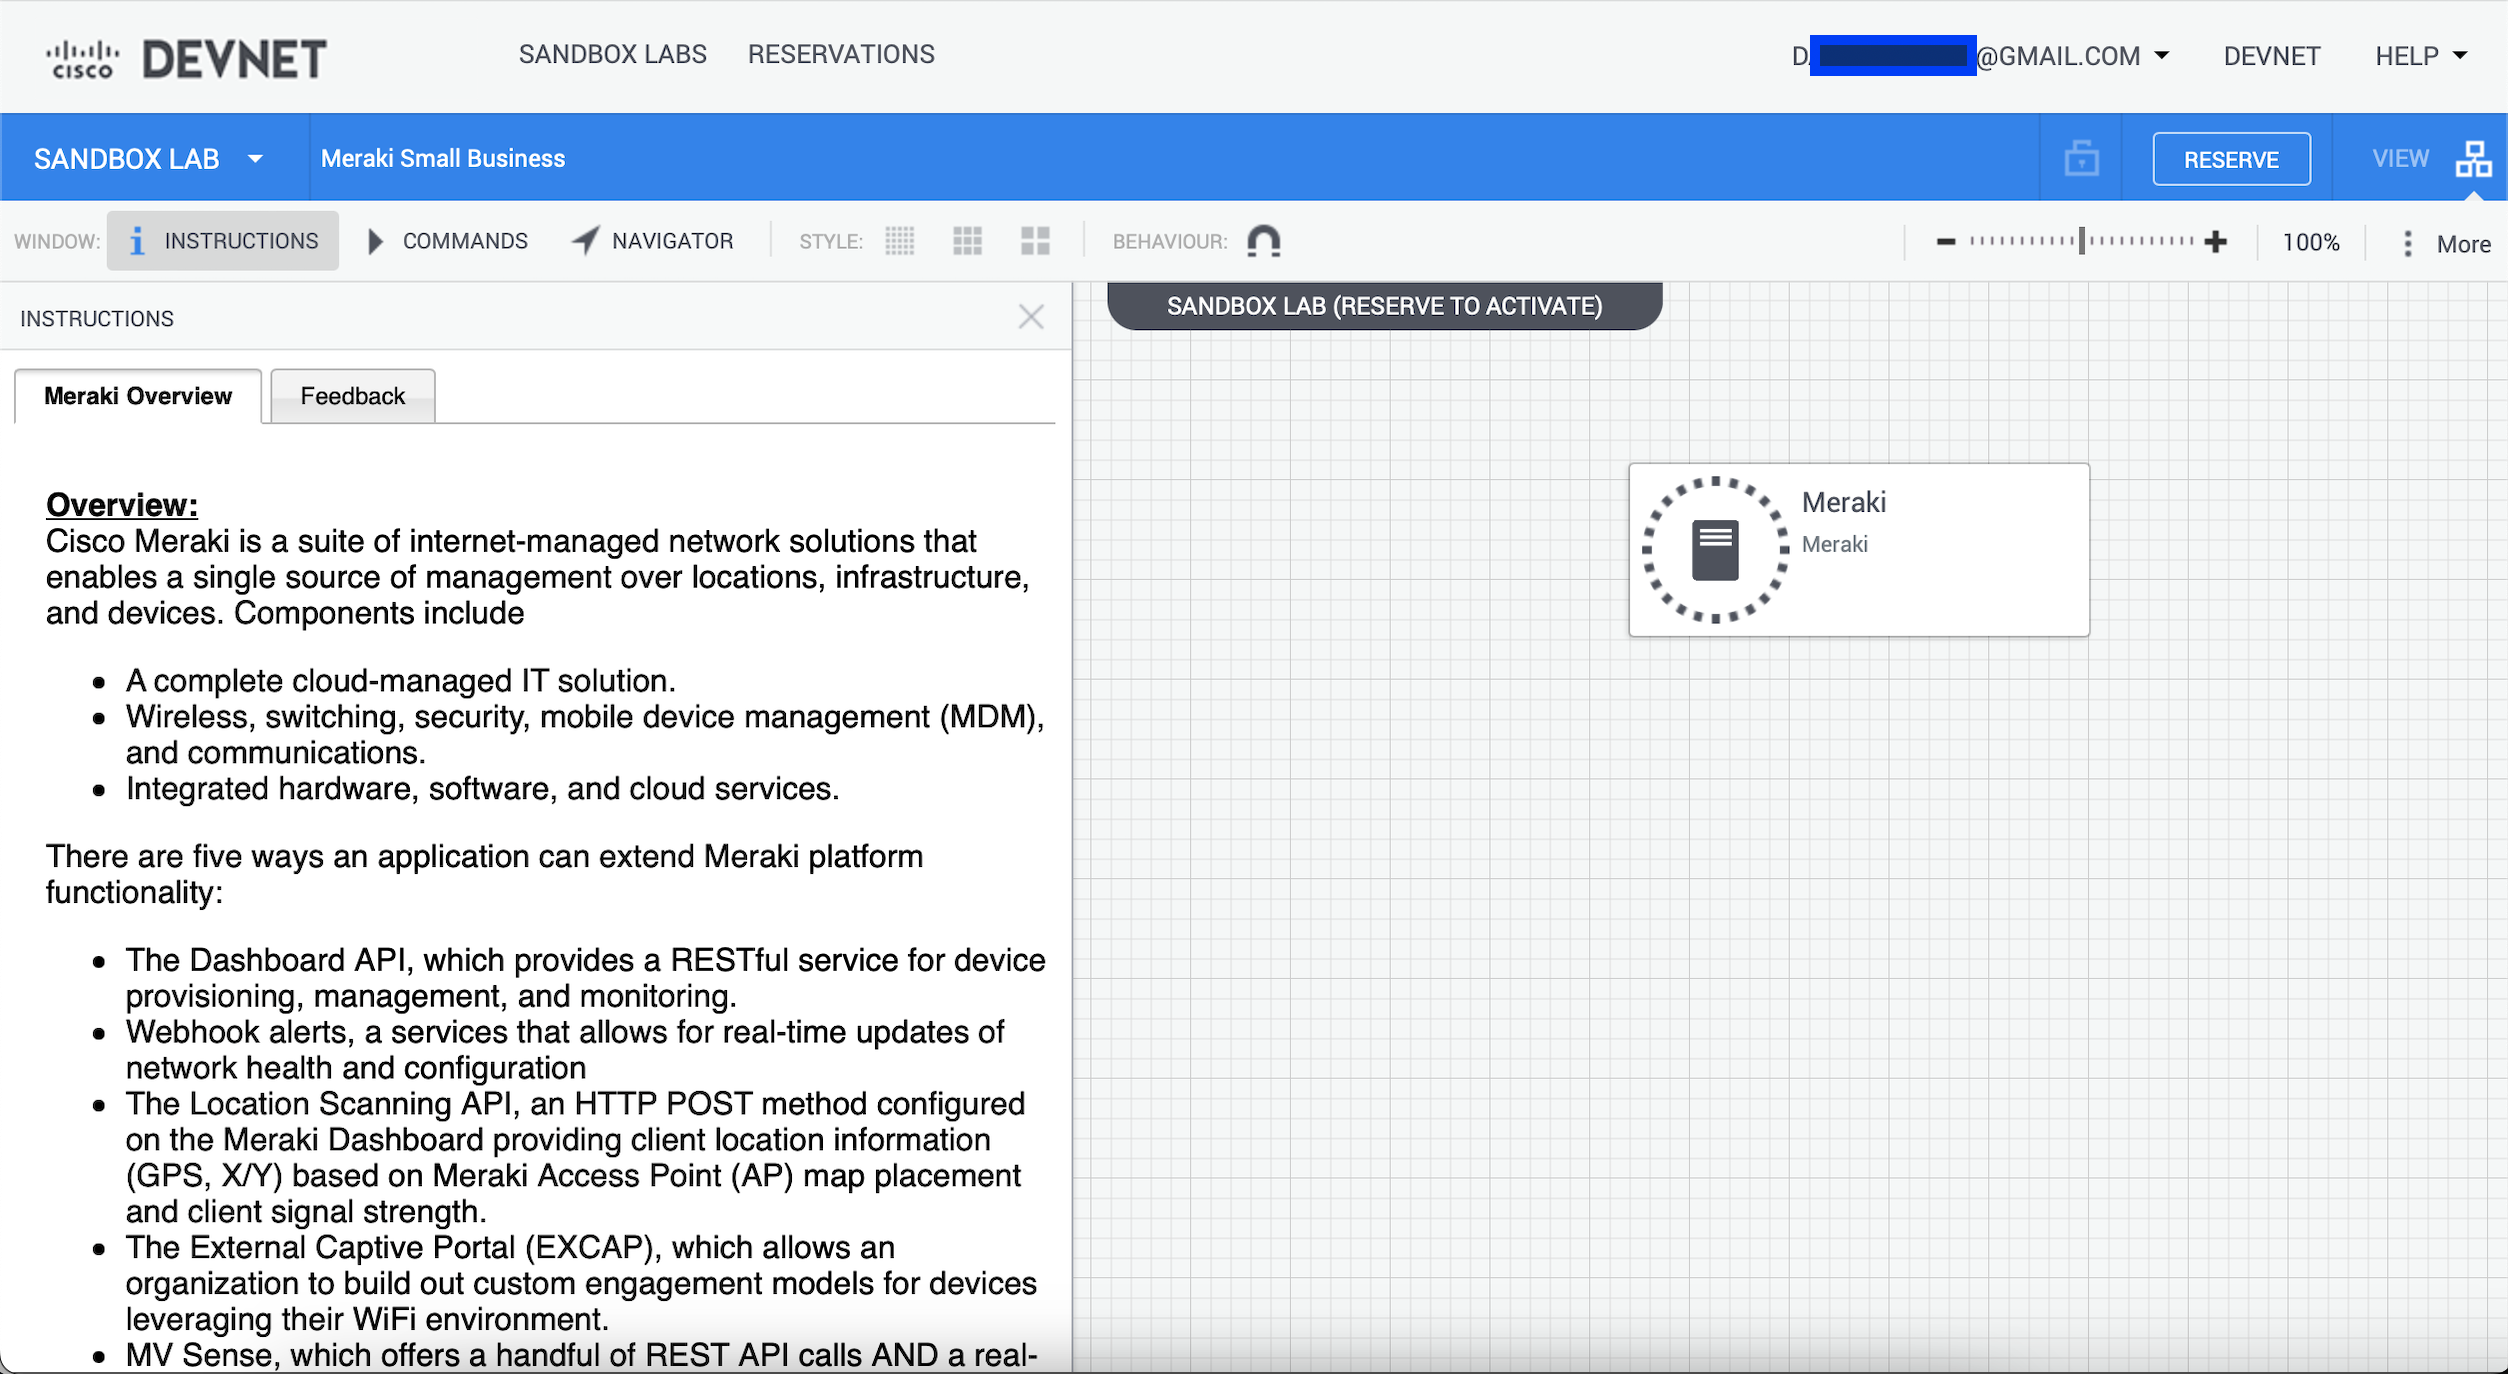 CISCO DEVNET SANDBOX LABS RESERVATIONS D @GMAIL.COM DEVNET HELP
SANDBOX LAB Meraki Small Business RESERVE VIEW
WINDOW: INSTRUCTIONS COMMANDS NAVIGATOR STYLE: BEHAVIOUR: 100% More
INSTRUCTIONS
Meraki Overview Feedback
Overview:
Cisco Meraki is a suite of internet-managed network solutions that
enables a single source of management over locations, infrastructure,
and devices. Components include
• A complete cloud-managed IT solution.
• Wireless, switching, security, mobile device management (MDM),
and communications.
• Integrated hardware, software, and cloud services.
There are five ways an application can extend Meraki platform
functionality:
• The Dashboard API, which provides a RESTful service for device
provisioning, management, and monitoring.
• Webhook alerts, a services that allows for real-time updates of
network health and configuration
• The Location Scanning API, an HTTP POST method configured
on the Meraki Dashboard providing client location information
(GPS, X/Y) based on Meraki Access Point (AP) map placement
and client signal strength.
• The External Captive Portal (EXCAP), which allows an
organization to build out custom engagement models for devices
leveraging their WiFi environment.
• MV Sense, which offers a handful of REST API calls AND a real-
SANDBOX LAB (RESERVE TO ACTIVATE)
Meraki
Meraki